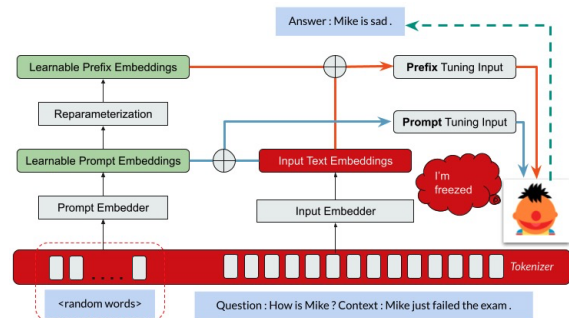 Answer : Mike is sad .
Learnable Prefix Embeddings
Prefix Tuning Input
Reparameterization
Prompt Tuning Input
Learnable Prompt Embeddings
Input Text Embeddings
I'm
freezed
Prompt Embedder
Input Embedder
. . . .
Tokenizer
<random words>
Question : How is Mike ? Context : Mike just failed the exam .